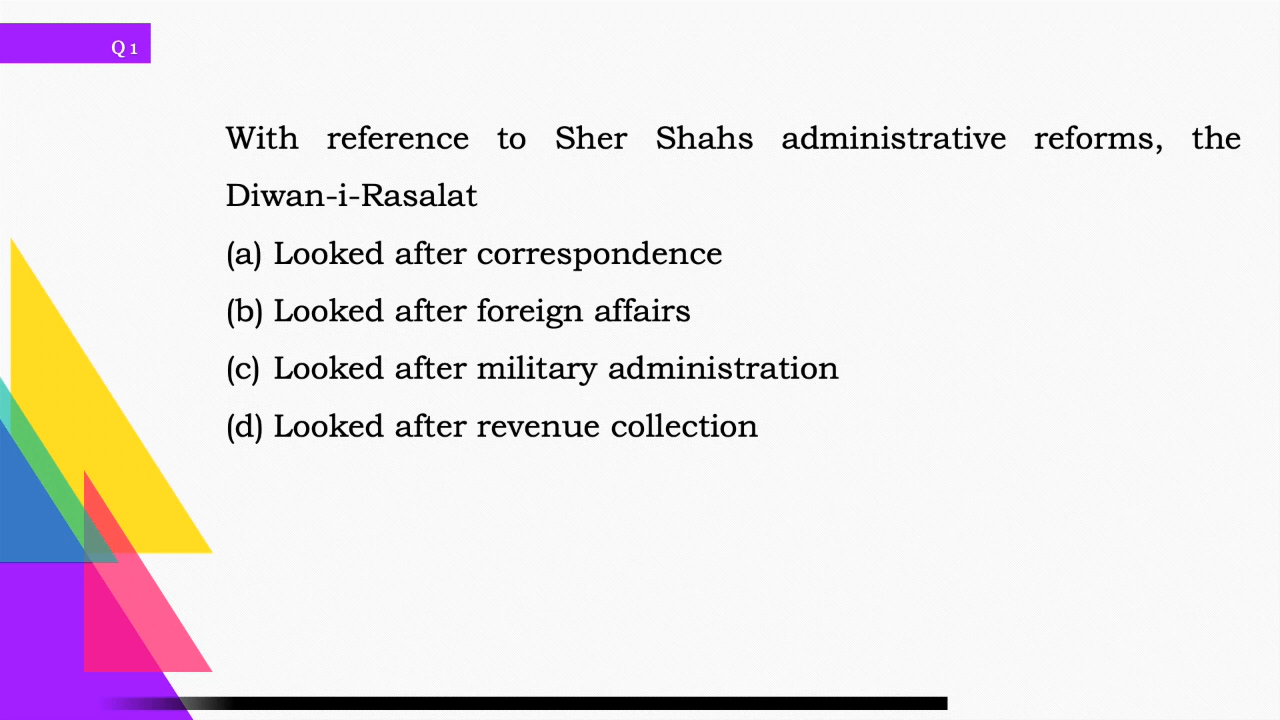 Q 1
With reference to Sher Shahs administrative reforms, the
Diwan-i-Rasalat
(a) Looked after correspondence
(b) Looked after foreign affairs
(c) Looked after military administration
(d) Looked after revenue collection